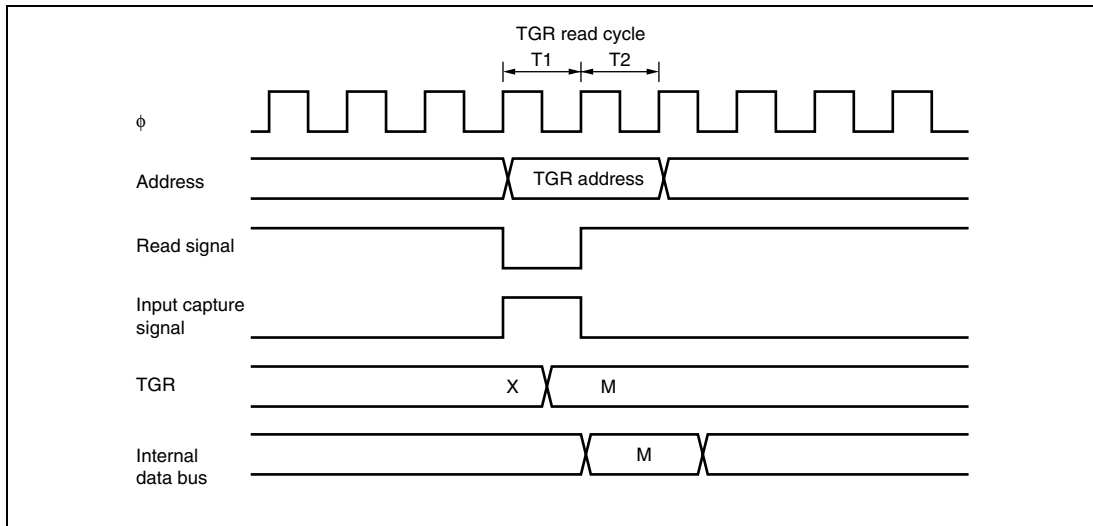 TGR read cycle
T1 T2
ϕ
Address
TGR address
Read signal
Input capture
signal
TGR
X M
Internal
data bus
M